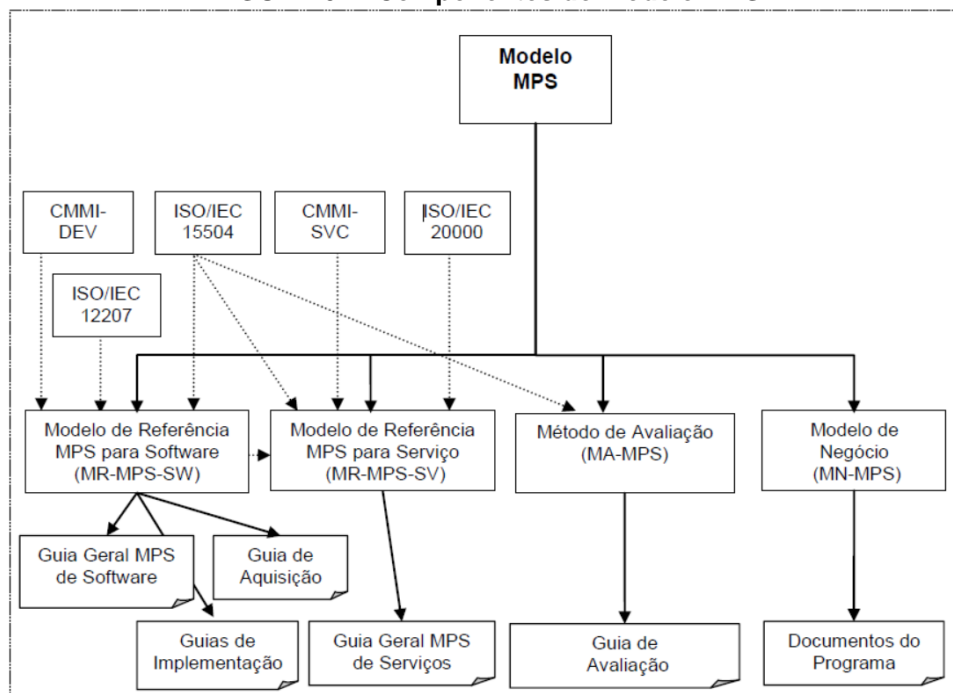 Modelo
MPS
CMMI-
DEV
ISO/IEC
15504
CMMI-
SVC
ISO/IEC
20000
ISO/IEC
12207
Modelo de Referência
MPS para Software
(MR-MPS-SW)
Modelo de Referência
MPS para Serviço
(MR-MPS-SV)
Método de Avaliação
(MA-MPS)
Modelo de
Negócio
(MN-MPS)
Guia Geral MPS
de Software
Guia de
Aquisição
Guias de
Implementação
Guia Geral MPS
de Serviços
Guia de
Avaliação
Documentos do
Programa